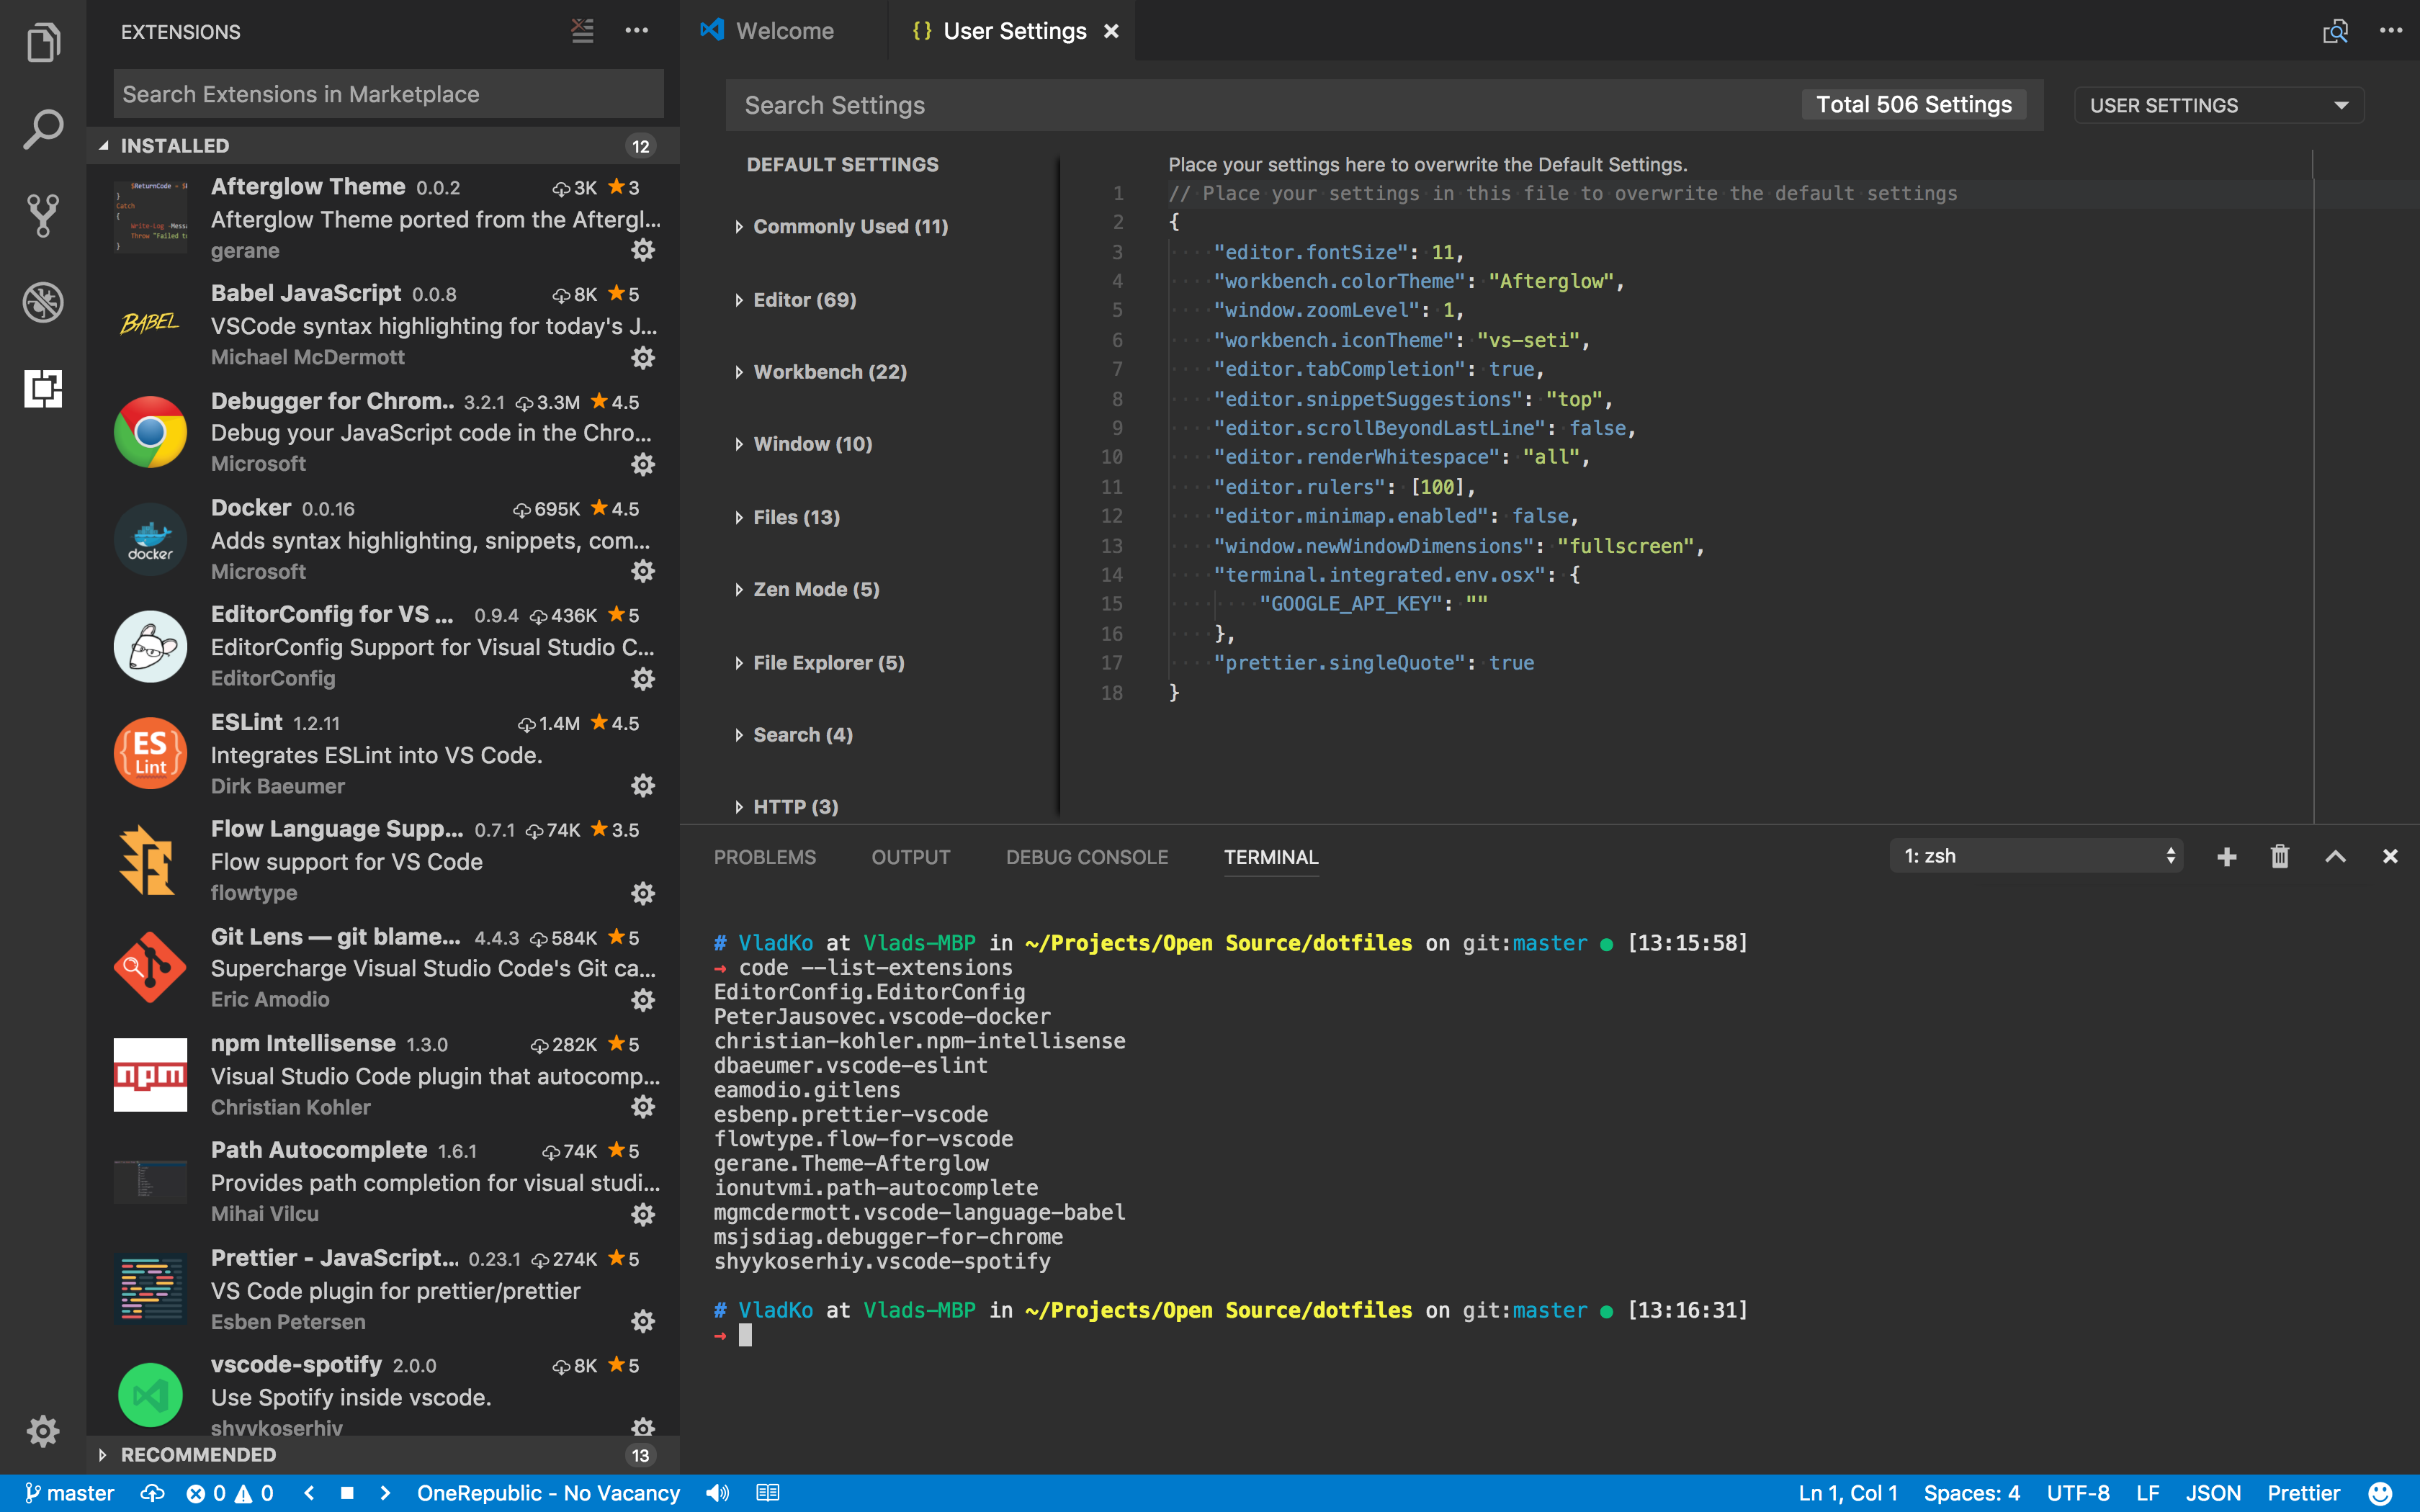 EXTENSIONS
Search Extensions in Marketplace
INSTALLED 12
Afterglow Theme 0.0.2 3K ★3
Afterglow Theme ported from the Aftergl...
gerane
BABEL
Babel JavaScript 0.0.8 8K ★5
VSCode syntax highlighting for today's J...
Michael McDermott
Debugger for Chrom.. 3.2.1 3.3M ★4.5
Debug your JavaScript code in the Chro...
Microsoft
docker
Docker 0.0.16 695K ★4.5
Adds syntax highlighting, snippets, com...
Microsoft
EditorConfig for VS ... 0.9.4 436K ★5
EditorConfig Support for Visual Studio C...
EditorConfig
{ES}
Lint
ESLint 1.2.11 1.4M ★4.5
Integrates ESLint into VS Code.
Dirk Baeumer
Flow Language Supp... 0.7.1 74K ★3.5
Flow support for VS Code
flowtype
Git Lens — git blame... 4.4.3 584K ★5
Supercharge Visual Studio Code's Git ca...
Eric Amodio
npm
npm Intellisense 1.3.0 282K ★5
Visual Studio Code plugin that autocomp...
Christian Kohler
Path Autocomplete 1.6.1 74K ★5
Provides path completion for visual studi...
Mihai Vilcu
Prettier - JavaScript... 0.23.1 274K ★5
VS Code plugin for prettier/prettier
Esben Petersen
vscode-spotify 2.0.0 8K ★5
Use Spotify inside vscode.
shyykoserhiy
RECOMMENDED 13
Welcome
{} User Settings ×
Search Settings Total 506 Settings
USER SETTINGS
DEFAULT SETTINGS
Commonly Used (11)
Editor (69)
Workbench (22)
Window (10)
Files (13)
Zen Mode (5)
File Explorer (5)
Search (4)
HTTP (3)
Place your settings here to overwrite the Default Settings.
1 // Place your settings in this file to overwrite the default settings
2 {
3 "editor.fontSize": 11,
4 "workbench.colorTheme": "Afterglow",
5 "window.zoomLevel": 1,
6 "workbench.iconTheme": "vs-seti",
7 "editor.tabCompletion": true,
8 "editor.snippetSuggestions": "top",
9 "editor.scrollBeyondLastLine": false,
10 "editor.renderWhitespace": "all",
11 "editor.rulers": [100],
12 "editor.minimap.enabled": false,
13 "window.newWindowDimensions": "fullscreen",
14 "terminal.integrated.env.osx": {
15 "GOOGLE_API_KEY": ""
16 },
17 "prettier.singleQuote": true
18 }
PROBLEMS OUTPUT DEBUG CONSOLE TERMINAL 1: zsh
# VladKo at Vlads-MBP in ~/Projects/Open Source/dotfiles on git:master ● [13:15:58]
→ code --list-extensions
EditorConfig.EditorConfig
PeterJausovec.vscode-docker
christian-kohler.npm-intellisense
dbaeumer.vscode-eslint
eamodio.gitlens
esbenp.prettier-vscode
flowtype.flow-for-vscode
gerane.Theme-Afterglow
ionutvmi.path-autocomplete
mgmcdermott.vscode-language-babel
msjsdiag.debugger-for-chrome
shyykoserhiy.vscode-spotify
# VladKo at Vlads-MBP in ~/Projects/Open Source/dotfiles on git:master ● [13:16:31]
→
master 0 0 OneRepublic - No Vacancy Ln 1, Col 1 Spaces: 4 UTF-8 LF JSON Prettier